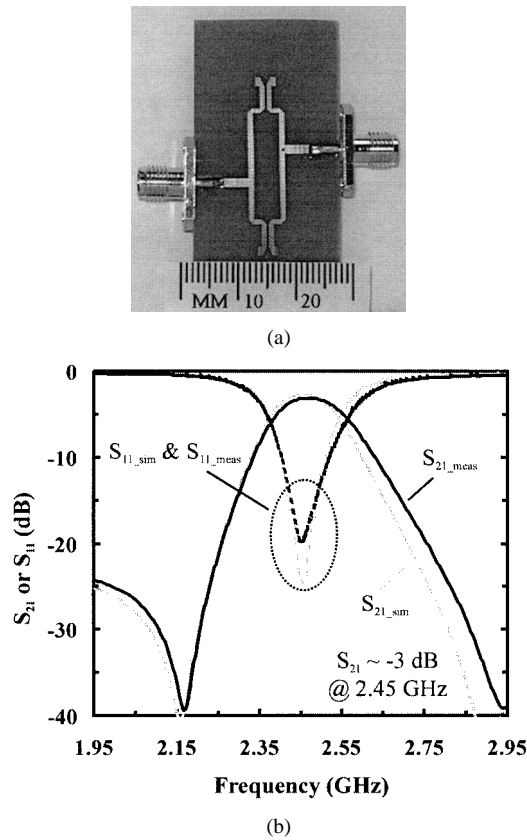 MM 10 20
(a)
0
-10
-20
-30
-40
S21 or S11 (dB)
S11_sim & S11_meas
S21_meas
S21_sim
S21 ~ -3 dB
@ 2.45 GHz
1.95 2.15 2.35 2.55 2.75 2.95
Frequency (GHz)
(b)